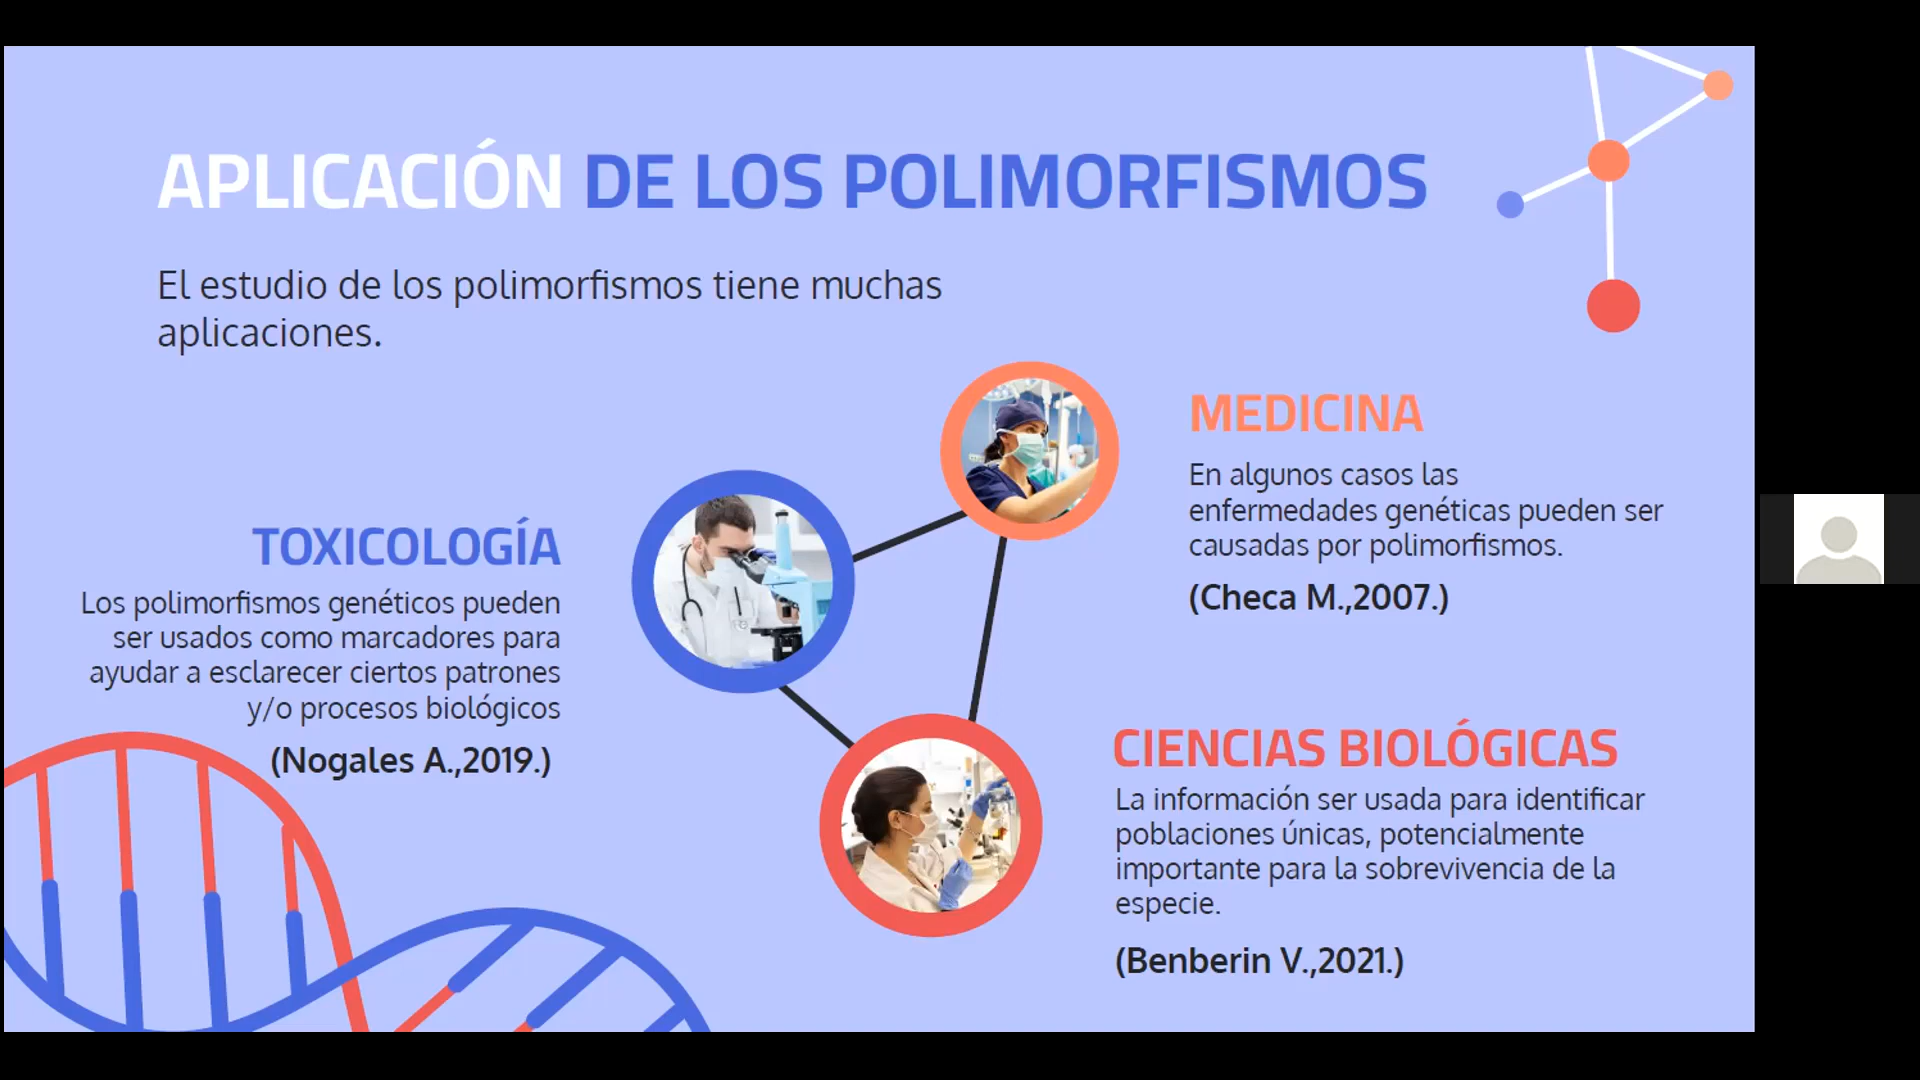 APLICACIÓN DE LOS POLIMORFISMOS
El estudio de los polimorfismos tiene muchas
aplicaciones.
TOXICOLOGÍA
Los polimorfismos genéticos pueden
ser usados como marcadores para
ayudar a esclarecer ciertos patrones
y/o procesos biológicos
(Nogales A.,2019.)
MEDICINA
En algunos casos las
enfermedades genéticas pueden ser
causadas por polimorfismos.
(Checa M.,2007.)
CIENCIAS BIOLÓGICAS
La información ser usada para identificar
poblaciones únicas, potencialmente
importante para la sobrevivencia de la
especie.
(Benberin V.,2021.)